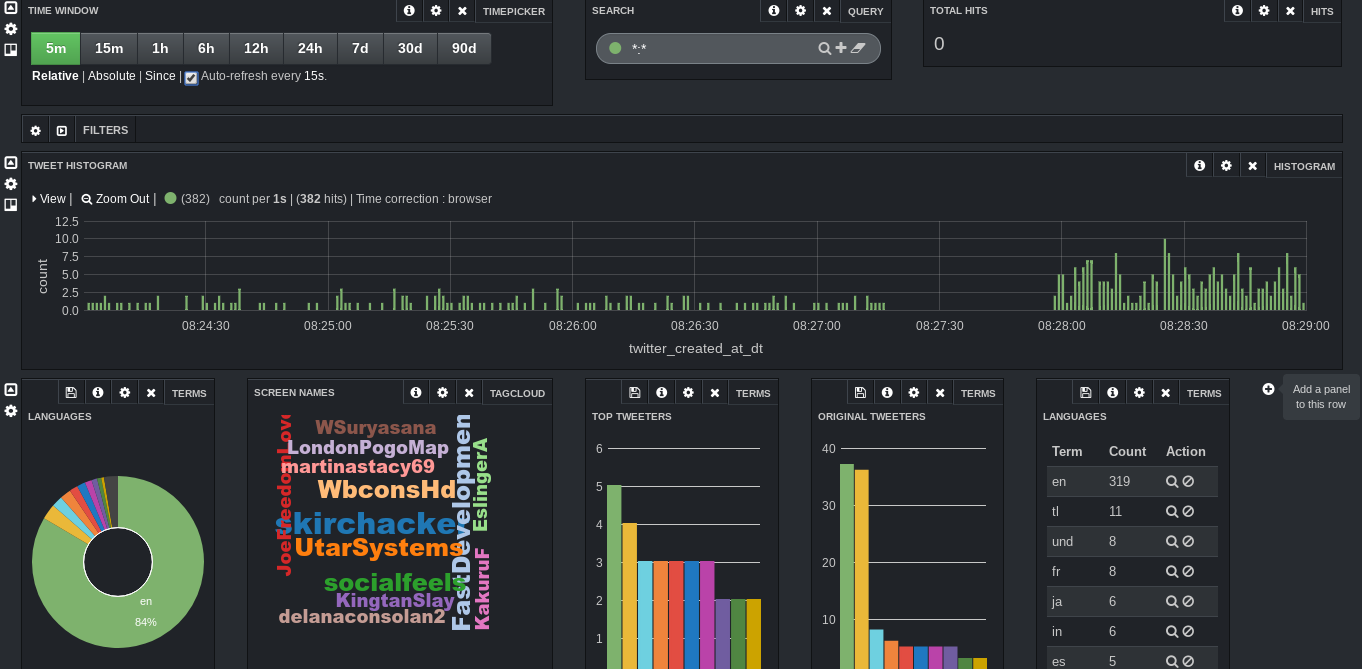 TIME WINDOW
TIMEPICKER
5m 15m 1h 6h 12h 24h 7d 30d 90d
Relative | Absolute | Since | Auto-refresh every 15s.
SEARCH
QUERY
*:*
TOTAL HITS
HITS
0
FILTERS
TWEET HISTOGRAM
HISTOGRAM
View | Zoom Out | (382) count per 1s | (382 hits) | Time correction : browser
12.5
10.0
7.5
5.0
2.5
0.0
count
08:24:30 08:25:00 08:25:30 08:26:00 08:26:30 08:27:00 08:27:30 08:28:00 08:28:30 08:29:00
twitter_created_at_dt
TERMS
LANGUAGES
en
84%
SCREEN NAMES
TAGCLOUD
WSuryasana
LondonPogoMap
martinastacy69
WbconsHd
skirchacke
UtarSystems
socialfeels
KingtanSlay
delanaconsolan2
JoeFreedomLove
FastDevelopmen
EslingerA
KakuruF
TERMS
TOP TWEETERS
6
5
4
3
2
1
TERMS
ORIGINAL TWEETERS
40
30
20
10
TERMS
LANGUAGES
Term Count Action
en 319
tl 11
und 8
fr 8
ja 6
in 6
es 5
Add a panel
to this row